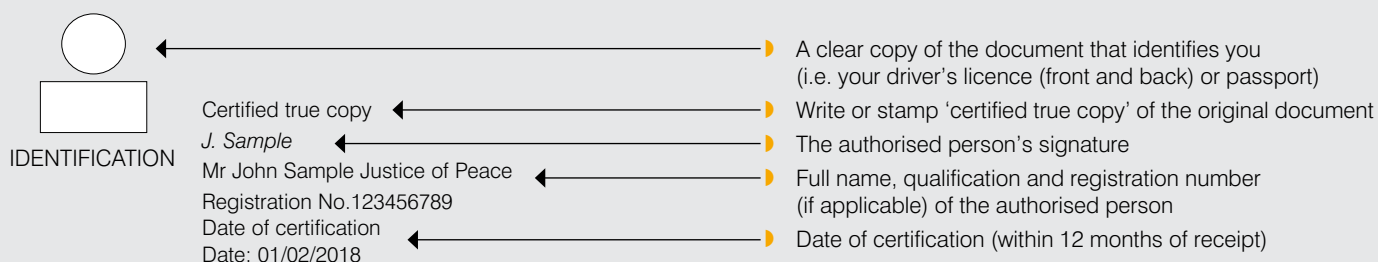 IDENTIFICATION
Certified true copy
J. Sample
Mr John Sample Justice of Peace
Registration No.123456789
Date of certification
Date: 01/02/2018
A clear copy of the document that identifies you
(i.e. your driver's licence (front and back) or passport)
Write or stamp ‘certified true copy’ of the original document
The authorised person's signature
Full name, qualification and registration number
(if applicable) of the authorised person
Date of certification (within 12 months of receipt)